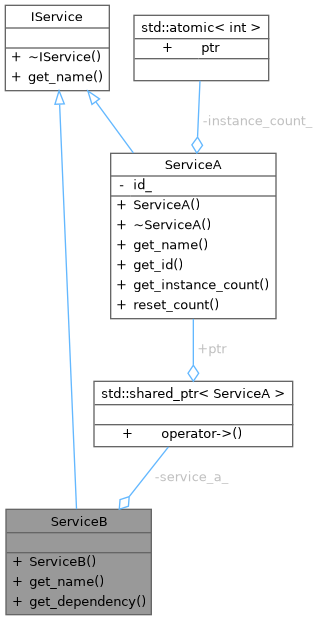 IService
+ ~IService()
+ get_name()
std::atomic< int >
+ ptr
-instance_count_
ServiceA
- id_
+ ServiceA()
+ ~ServiceA()
+ get_name()
+ get_id()
+ get_instance_count()
+ reset_count()
+ptr
std::shared_ptr< ServiceA >
+ operator->()
-service_a_
ServiceB
+ ServiceB()
+ get_name()
+ get_dependency()